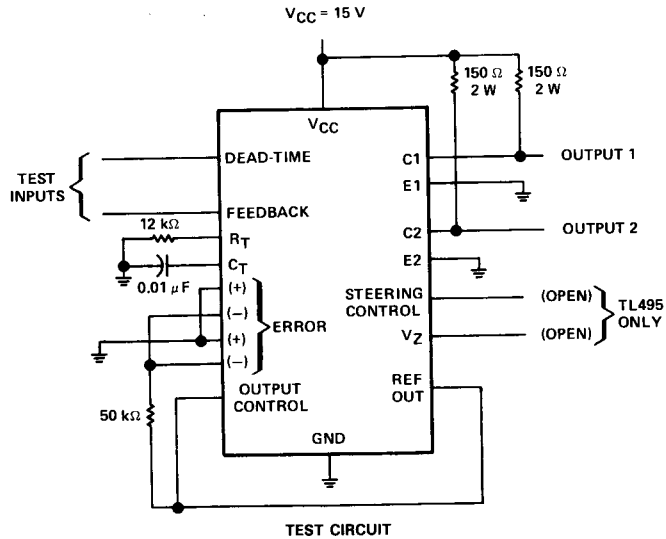 VCC = 15 V
150 Ω
2 W
150 Ω
2 W
VCC
TEST
INPUTS
DEAD-TIME
FEEDBACK
12 kΩ
RT
CT
0.01 μF
(+)
(−)
(+)
(−)
ERROR
OUTPUT
CONTROL
50 kΩ
C1
OUTPUT 1
E1
C2
OUTPUT 2
E2
STEERING
CONTROL
(OPEN)
VZ
(OPEN)
TL495
ONLY
REF
OUT
GND
TEST CIRCUIT